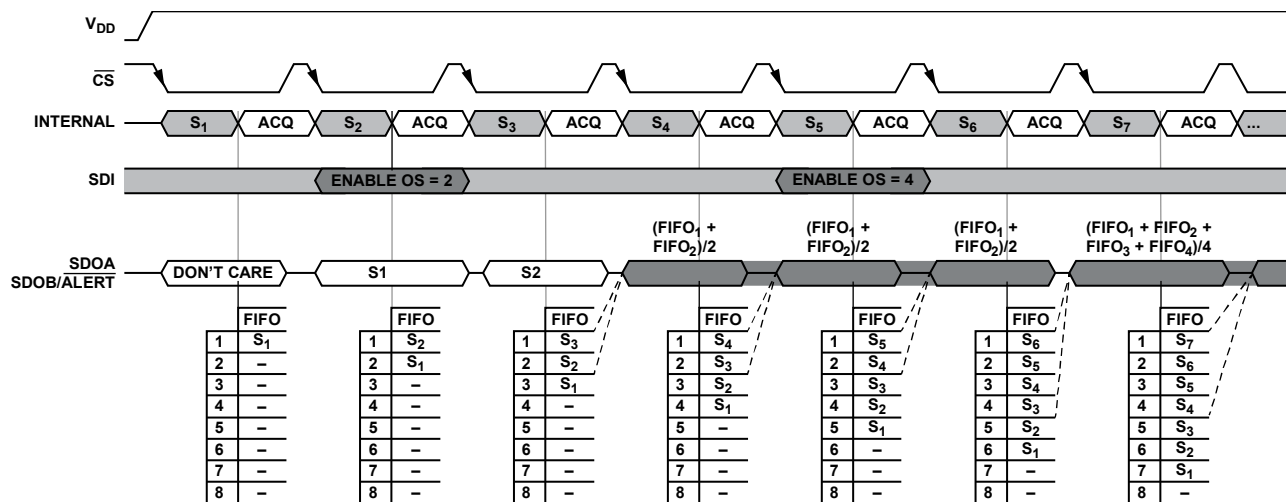 VDD
CS
INTERNAL S1 ACQ S2 ACQ S3 ACQ S4 ACQ S5 ACQ S6 ACQ S7 ACQ ...
SDI ENABLE OS = 2 ENABLE OS = 4
(FIFO1 + (FIFO1 + (FIFO1 + (FIFO1 + FIFO2 +
FIFO2)/2 FIFO2)/2 FIFO2)/2 FIFO3 + FIFO4)/4
SDOA
SDOB/ALERT DON'T CARE S1 S2
FIFO FIFO FIFO FIFO FIFO FIFO FIFO
1 S1 1 S2 1 S3 1 S4 1 S5 1 S6 1 S7
2 – 2 S1 2 S2 2 S3 2 S4 2 S5 2 S6
3 – 3 – 3 S1 3 S2 3 S3 3 S4 3 S5
4 – 4 – 4 – 4 S1 4 S2 4 S3 4 S4
5 – 5 – 5 – 5 – 5 S1 5 S2 5 S3
6 – 6 – 6 – 6 – 6 – 6 S1 6 S2
7 – 7 – 7 – 7 – 7 – 7 – 7 S1
8 – 8 – 8 – 8 – 8 – 8 – 8 –